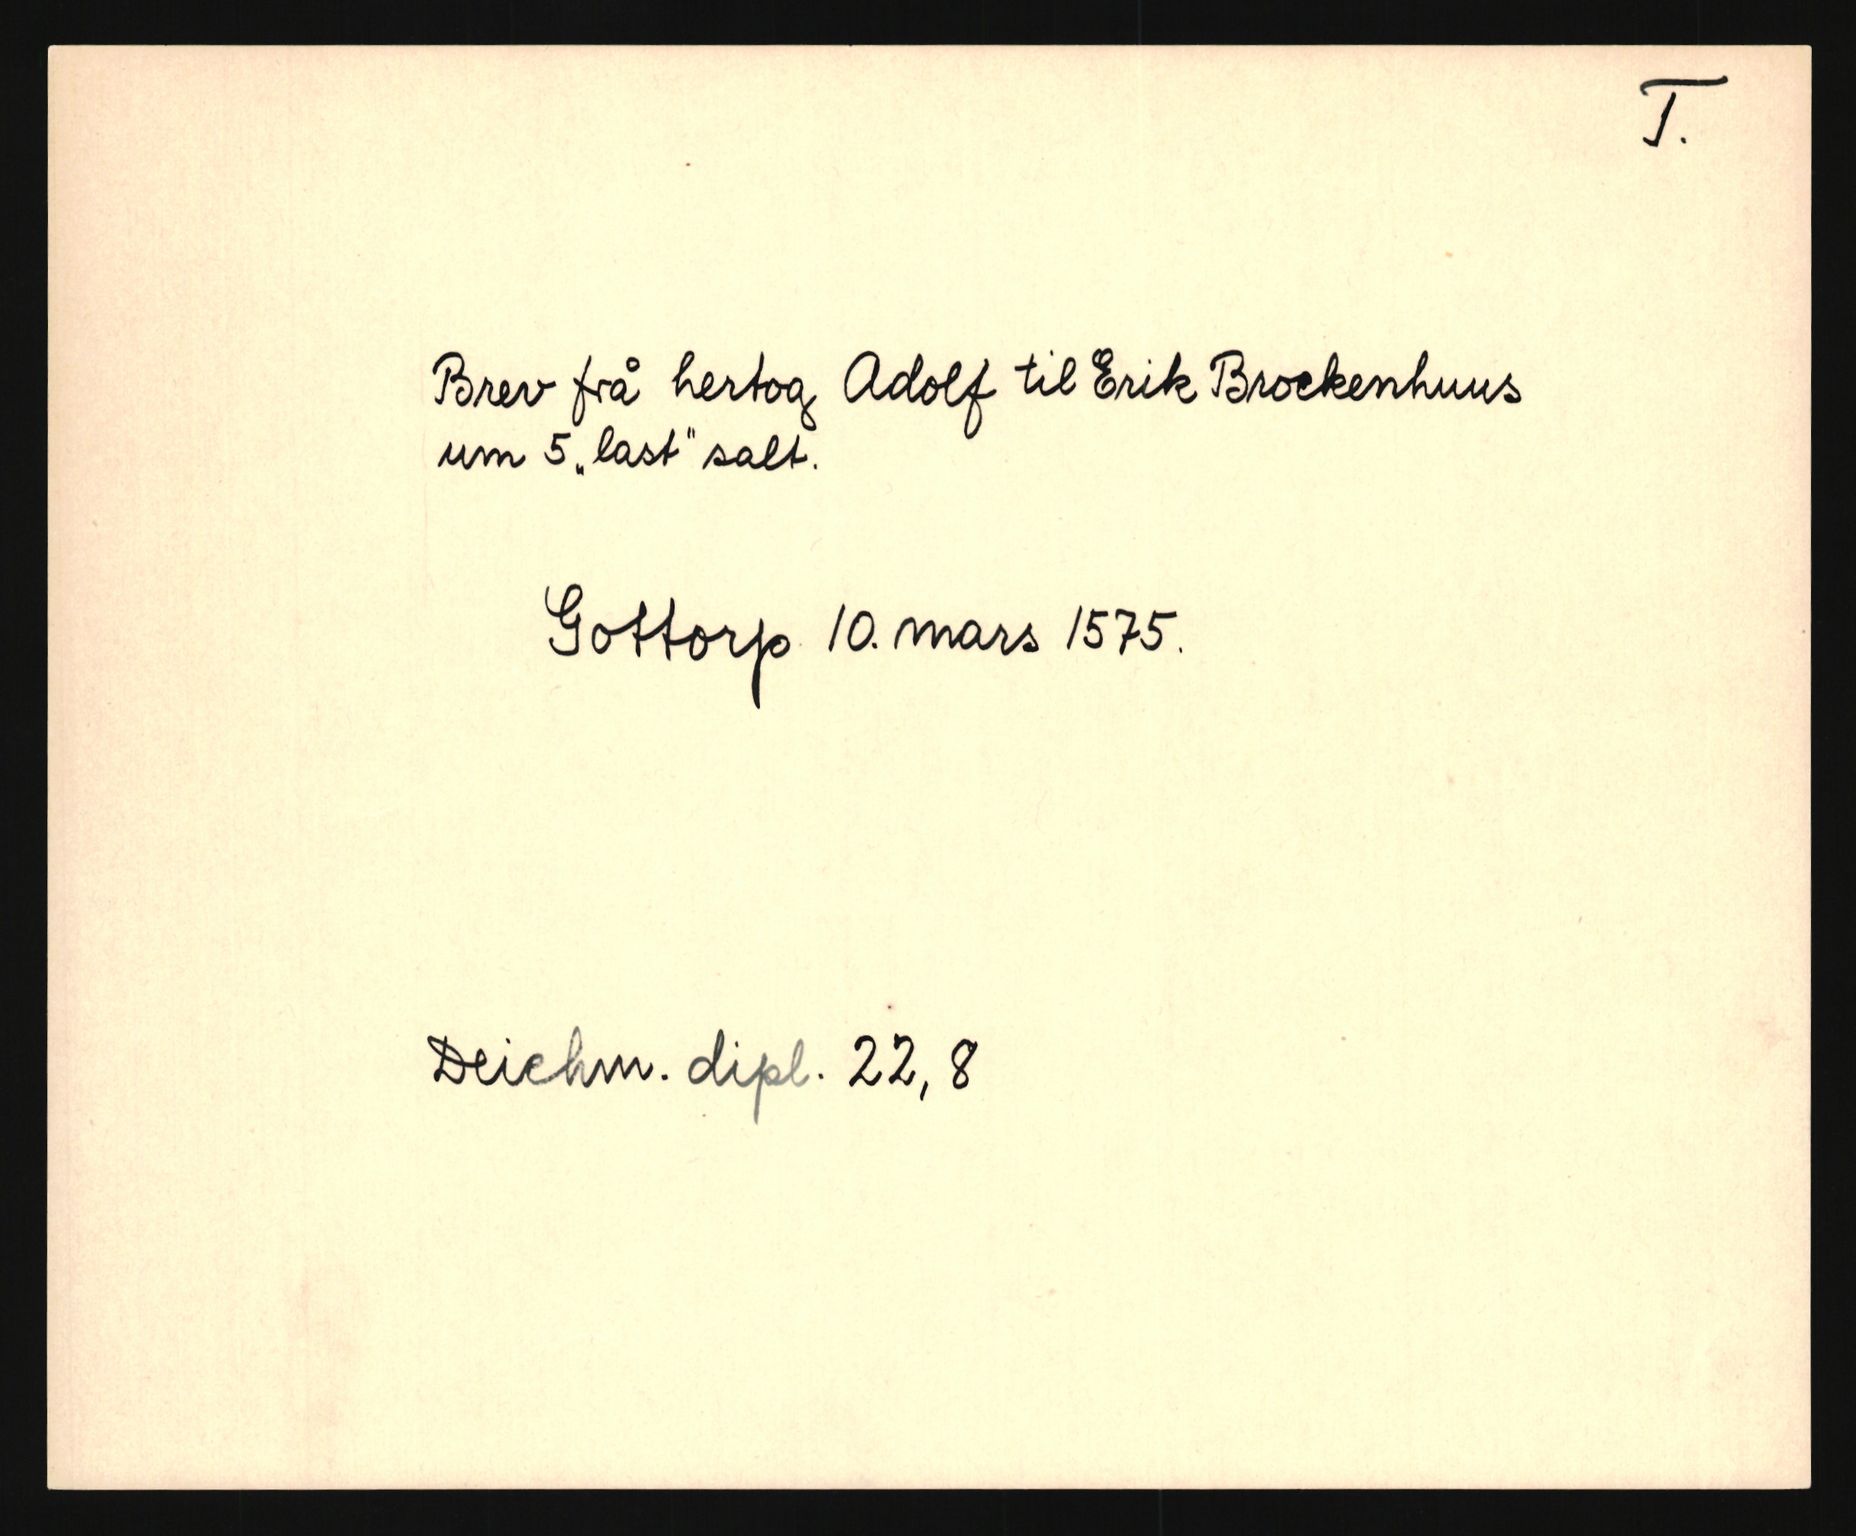 T.
Brev frå hertog Adolf til Erik Brockenhuus
um 5 „last" salt.
Gottorp 10. mars 1575.
Deichm. dipl. 22, 8